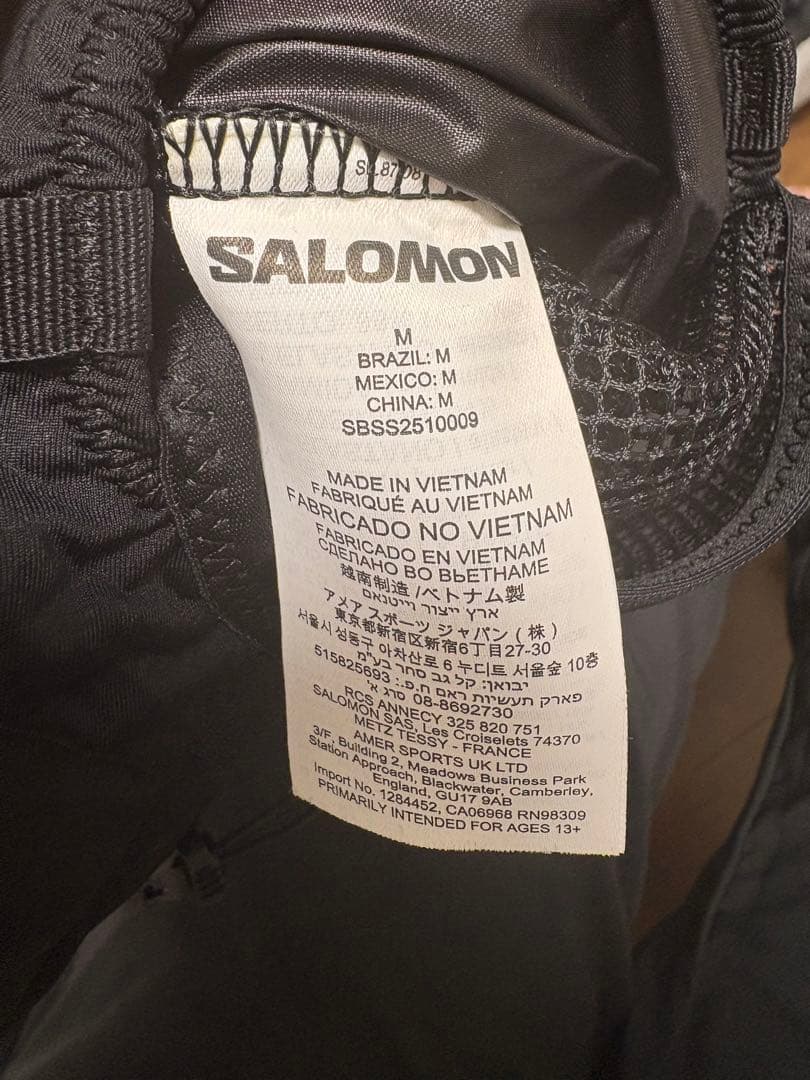 SALOMON
M
BRAZIL: M
MEXICO: M
CHINA: M
SBSS2510009
MADE IN VIETNAM
FABRIQUÉ AU VIETNAM
FABRICADO NO VIETNAM
FABRICADO EN VIETNAM
СДЕЛАНО ВО ВЬЕТНАМЕ
越南制造 /ベトナム製
ארץ ייצור וייטנאם
アメア スポーツ ジャパン ( 株 )
東京都新宿区新宿6丁目27-30
서울시 성동구 아차산로 6 누디트 서울숲 10층
יבואן: קל גב סחר בע"מ
515825693 :.פארק תעשיות ראם ח.פ
08-8692730 סרג א'
RCS ANNECY 325 820 751
SALOMON SAS, Les Croiselets 74370
METZ TESSY - FRANCE
AMER SPORTS UK LTD
3/F, Building 2, Meadows Business Park
Station Approach, Blackwater, Camberley,
England, GU17 9AB
Import No. 1284452, CA06968 RN98309
PRIMARILY INTENDED FOR AGES 13+